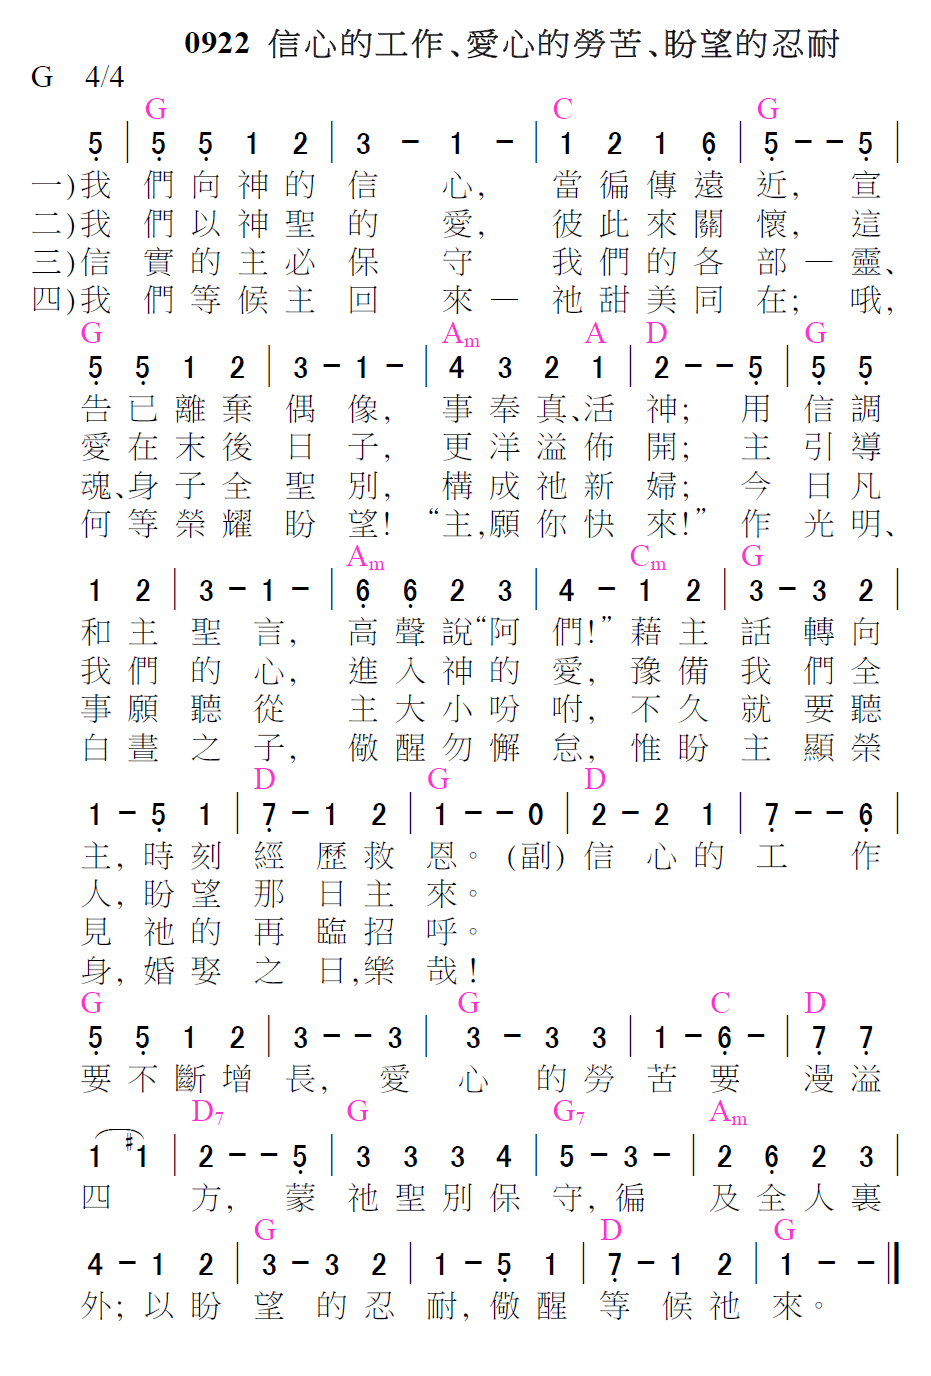 0922 信心的工作、愛心的勞苦、盼望的忍耐
G 4/4
G C G
5̣ | 5̣ 5̣ 1 2 | 3 - 1 - | 1 2 1 6̣ | 5̣ - - 5̣ |
一)我 們 向 神 的 信 心, 當 徧 傳 遠 近, 宣
二)我 們 以 神 聖 的 愛, 彼 此 來 關 懷, 這
三)信 實 的 主 必 保 守 我 們 的 各 部 — 靈、
四)我 們 等 候 主 回 來 — 祂 甜 美 同 在; 哦,
G Am A D G
5̣ 5̣ 1 2 | 3 - 1 - | 4 3 2 1 | 2 - - 5̣ | 5̣ 5̣
告 已 離 棄 偶 像, 事 奉 真、活 神; 用 信 調
愛 在 末 後 日 子, 更 洋 溢 佈 開; 主 引 導
魂、身 子 全 聖 別, 構 成 祂 新 婦; 今 日 凡
何 等 榮 耀 盼 望! “主,願 你 快 來!” 作 光 明、
Am Cm G
1 2 | 3 - 1 - | 6̣ 6̣ 2 3 | 4 - 1 2 | 3 - 3 2 |
和 主 聖 言, 高 聲 說“阿 們!” 藉 主 話 轉 向
我 們 的 心, 進 入 神 的 愛, 豫 備 我 們 全
事 願 聽 從 主 大 小 吩 咐, 不 久 就 要 聽
白 晝 之 子, 儆 醒 勿 懈 怠, 惟 盼 主 顯 榮
D G D
1 - 5̣ 1 | 7̣ - 1 2 | 1 - - 0 | 2 - 2 1 | 7̣ - - 6̣ |
主, 時 刻 經 歷 救 恩。 (副) 信 心 的 工 作
人, 盼 望 那 日 主 來。
見 祂 的 再 臨 招 呼。
身, 婚 娶 之 日,樂 哉!
G G C D
5̣ 5̣ 1 2 | 3 - - 3 | 3 - 3 3 | 1 - 6̣ - | 7̣ 7̣
要 不 斷 增 長, 愛 心 的 勞 苦 要 漫 溢
D7 G G7 Am
1 #1 | 2 - - 5̣ | 3 3 3 4 | 5 - 3 - | 2 6̣ 2 3 |
四 方, 蒙 祂 聖 別 保 守, 徧 及 全 人 裏
G D G
4 - 1 2 | 3 - 3 2 | 1 - 5̣ 1 | 7̣ - 1 2 | 1 - - ‖
外; 以 盼 望 的 忍 耐, 儆 醒 等 候 祂 來。